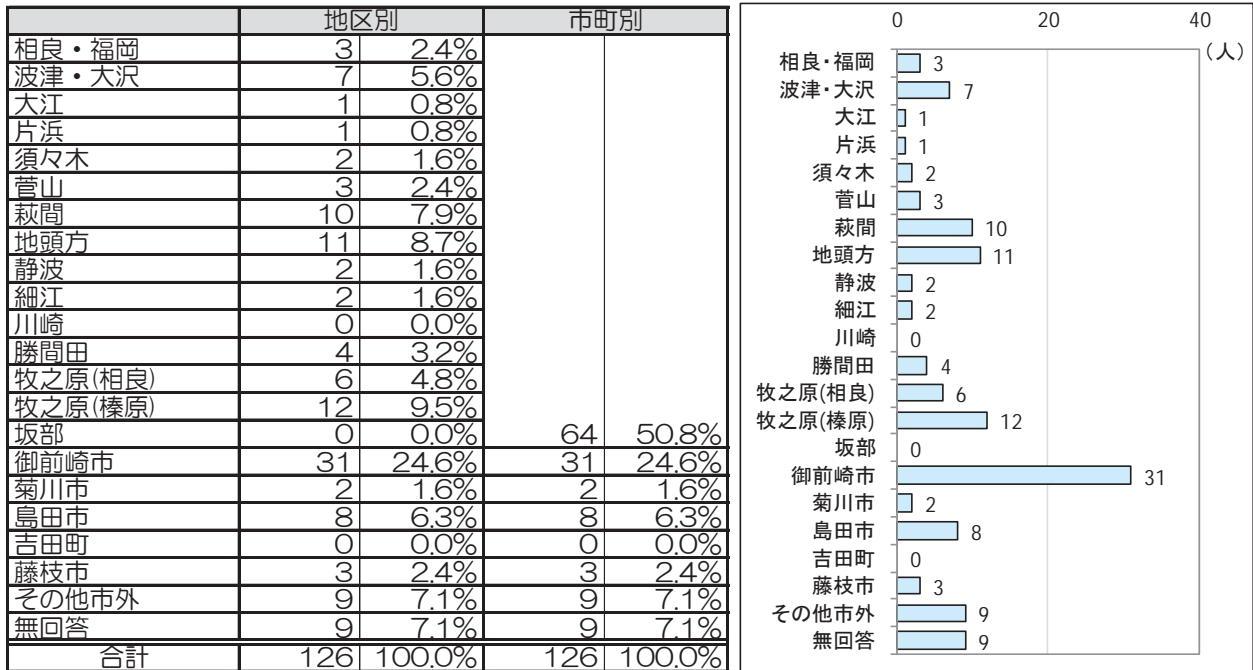 地区別 市町別
相良・福岡 3 2.4%
波津・大沢 7 5.6%
大江 1 0.8%
片浜 1 0.8%
須々木 2 1.6%
菅山 3 2.4%
萩間 10 7.9%
地頭方 11 8.7%
静波 2 1.6%
細江 2 1.6%
川崎 0 0.0%
勝間田 4 3.2%
牧之原(相良) 6 4.8%
牧之原(榛原) 12 9.5%
坂部 0 0.0% 64 50.8%
御前崎市 31 24.6% 31 24.6%
菊川市 2 1.6% 2 1.6%
島田市 8 6.3% 8 6.3%
吉田町 0 0.0% 0 0.0%
藤枝市 3 2.4% 3 2.4%
その他市外 9 7.1% 9 7.1%
無回答 9 7.1% 9 7.1%
合計 126 100.0% 126 100.0%
0 20 40
(人)
相良・福岡 3
波津・大沢 7
大江 1
片浜 1
須々木 2
菅山 3
萩間 10
地頭方 11
静波 2
細江 2
川崎 0
勝間田 4
牧之原(相良) 6
牧之原(榛原) 12
坂部 0
御前崎市 31
菊川市 2
島田市 8
吉田町 0
藤枝市 3
その他市外 9
無回答 9